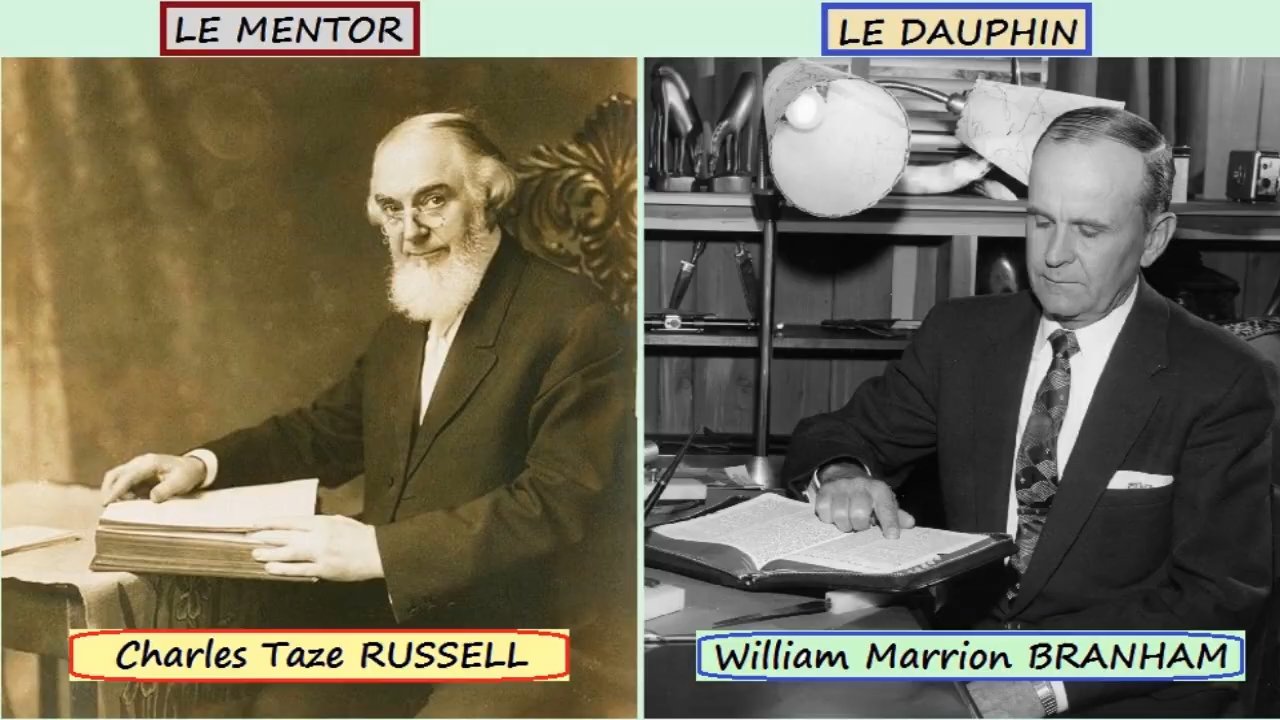 LE MENTOR
LE DAUPHIN
Charles Taze RUSSELL
William Marrion BRANHAM